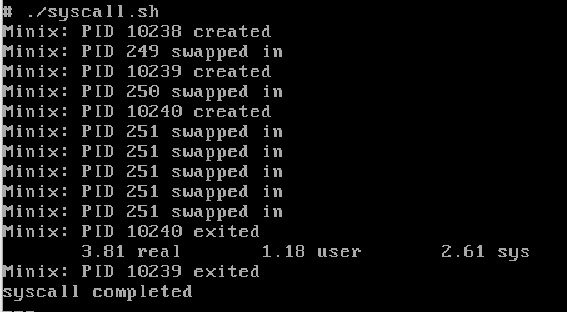 # ./syscall.sh
Minix: PID 10238 created
Minix: PID 249 swapped in
Minix: PID 10239 created
Minix: PID 250 swapped in
Minix: PID 10240 created
Minix: PID 251 swapped in
Minix: PID 251 swapped in
Minix: PID 251 swapped in
Minix: PID 251 swapped in
Minix: PID 251 swapped in
Minix: PID 10240 exited
3.81 real 1.18 user 2.61 sys
Minix: PID 10239 exited
syscall completed